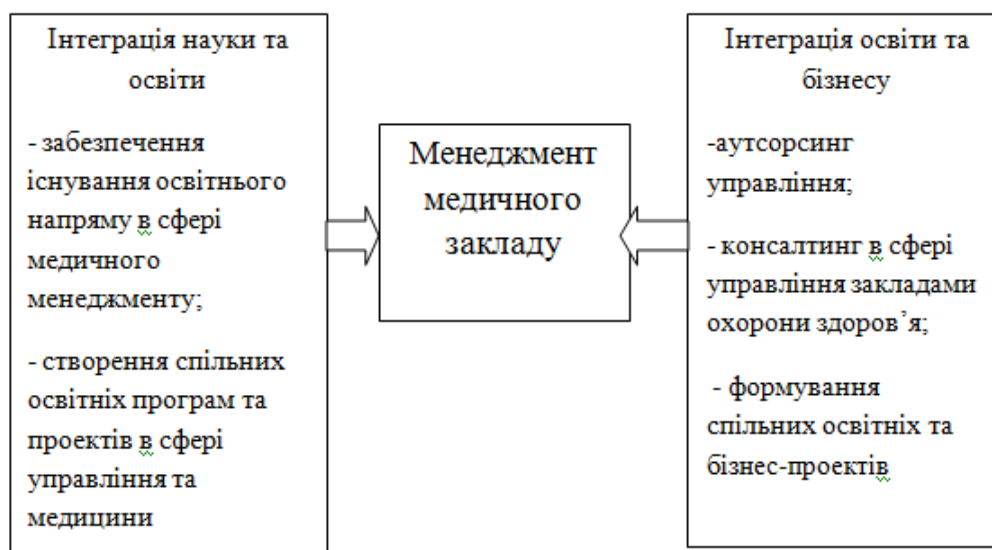 Інтеграція науки та
освіти
- забезпечення
існування освітнього
напряму в сфері
медичного
менеджменту;
- створення спільних
освітніх програм та
проектів в сфері
управління та
медицини
Менеджмент
медичного
закладу
Інтеграція освіти та
бізнесу
-аутсорсинг
управління;
- консалтинг в сфері
управління закладами
охорони здоров’я;
- формування
спільних освітніх та
бізнес-проектів